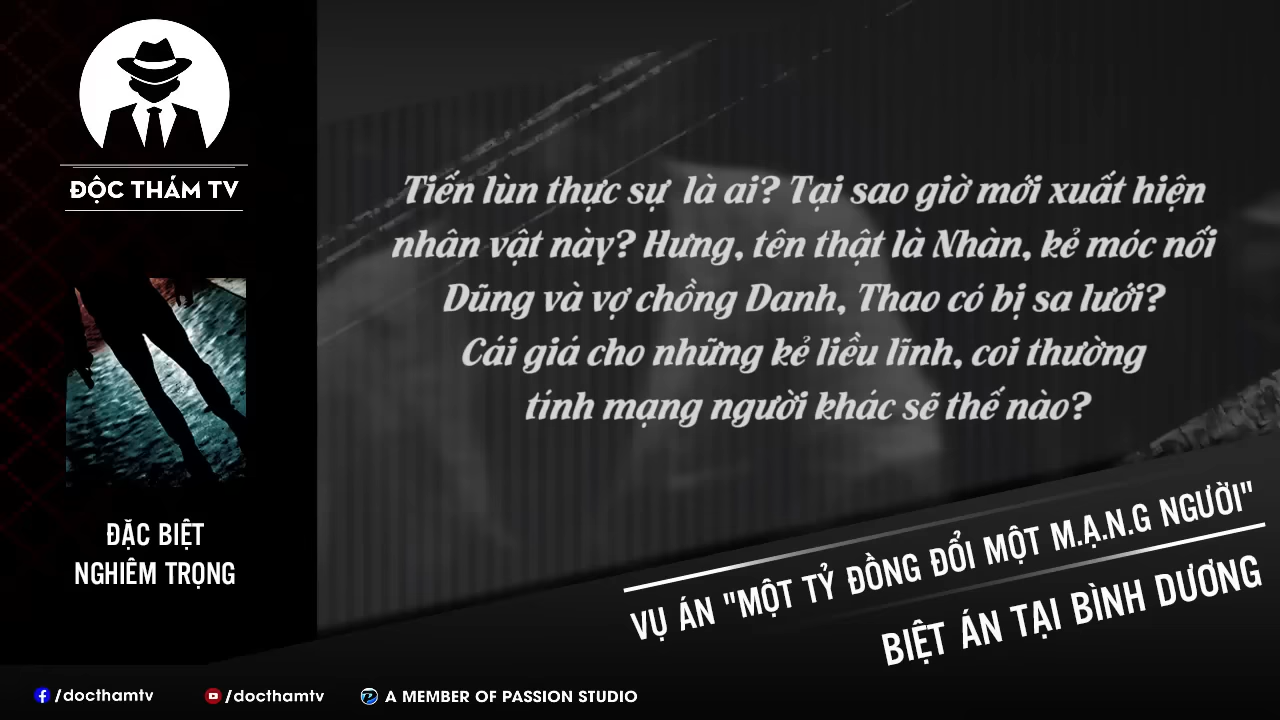 ĐỘC THÁM TV
ĐẶC BIỆT
NGHIÊM TRỌNG
Tiến lùn thực sự là ai? Tại sao giờ mới xuất hiện
nhân vật này? Hưng, tên thật là Nhàn, kẻ móc nối
Dũng và vợ chồng Danh, Thao có bị sa lưới?
Cái giá cho những kẻ liều lĩnh, coi thường
tính mạng người khác sẽ thế nào?
VỤ ÁN "MỘT TỶ ĐỒNG ĐỔI MỘT M.Ạ.N.G NGƯỜI"
BIỆT ÁN TẠI BÌNH DƯƠNG
/docthamtv
/docthamtv
A MEMBER OF PASSION STUDIO